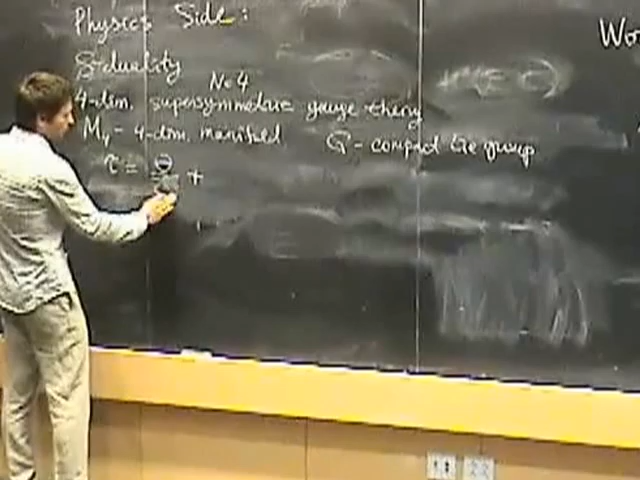 Physics Side:
S-duality
N=4
4-dim. supersymmetric gauge theory
M4 - 4-dim. manifold G - compact Lie group
τ = θ +
Wo